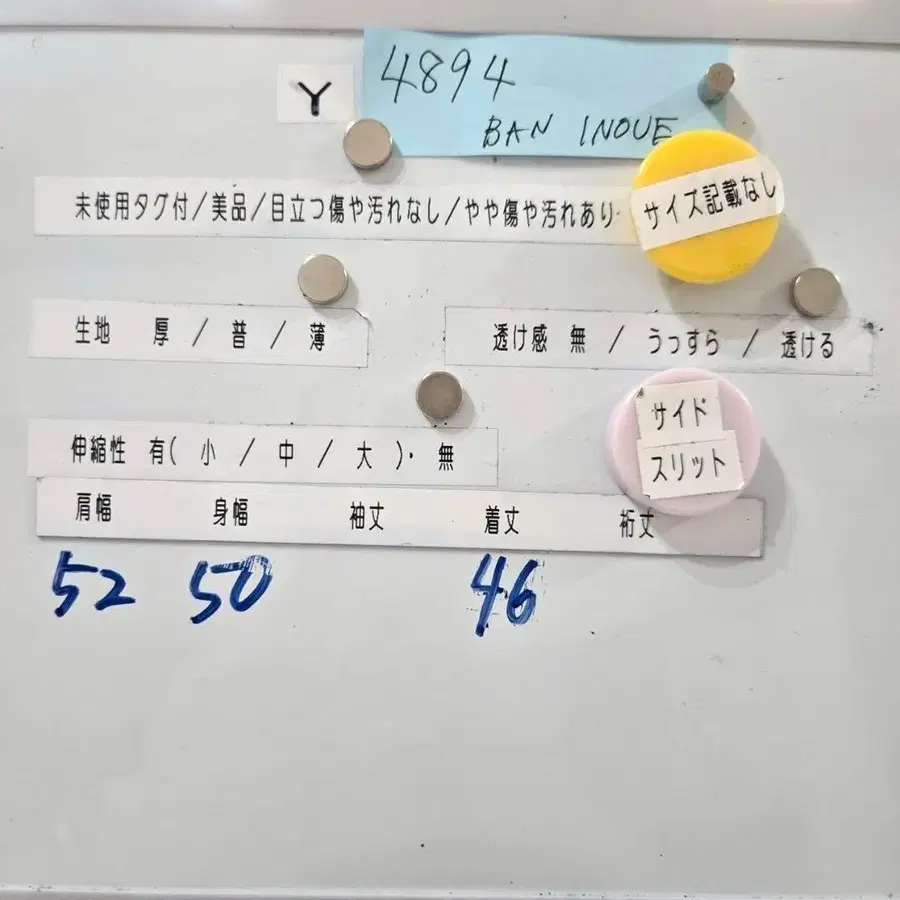 4894
Y
BAN INOUE
未使用タグ付/美品/目立つ傷や汚れなし/やや傷や汚れあり
サイズ記載なし
生地 厚 / 普 / 薄
透け感 無 / うっすら / 透ける
サイド
スリット
伸縮性 有( 小 / 中 / 大 )・ 無
肩幅 身幅 袖丈 着丈 裄丈
52 50 46